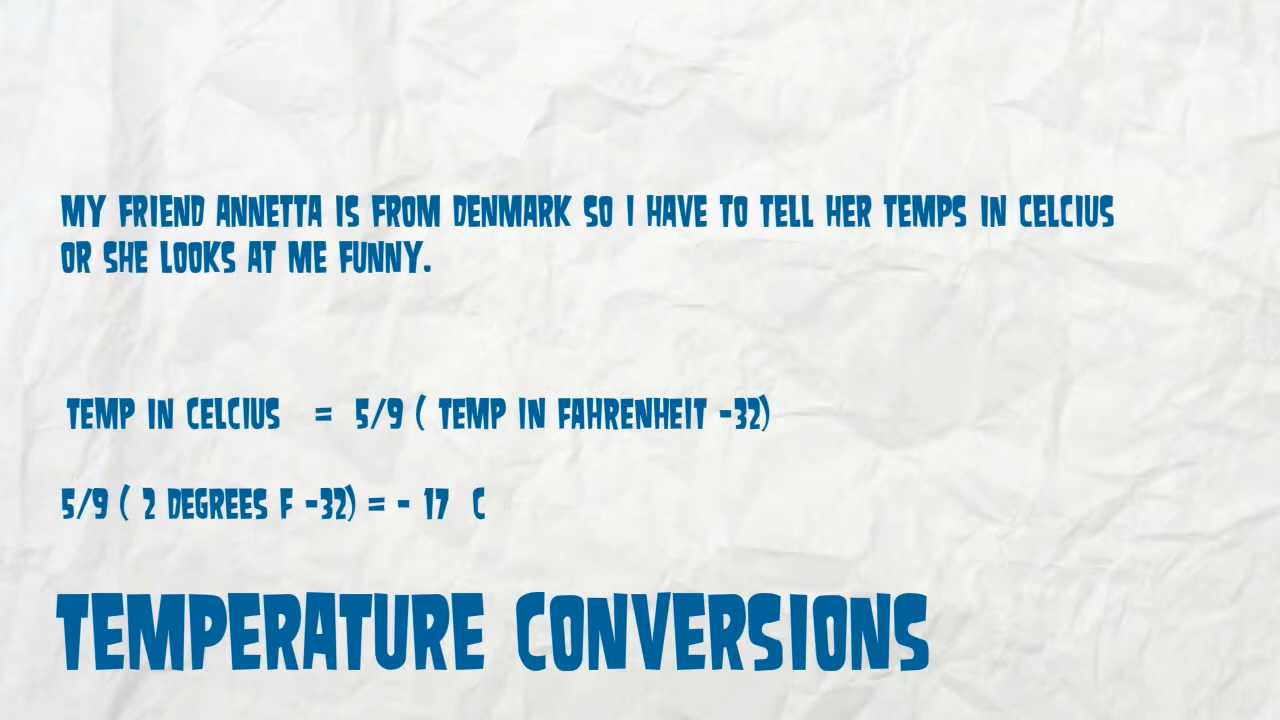 MY FRIEND ANNETTA IS FROM DENMARK SO I HAVE TO TELL HER TEMPS IN CELCIUS
OR SHE LOOKS AT ME FUNNY.
TEMP IN CELCIUS = 5/9 ( TEMP IN FAHRENHEIT -32)
5/9 ( 2 DEGREES F -32) = - 17 C
TEMPERATURE CONVERSIONS